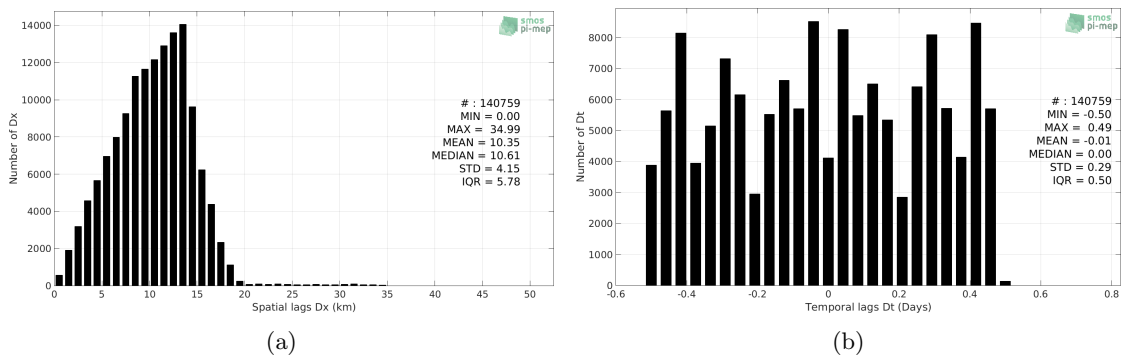 14000
12000
10000
8000
6000
4000
2000
0
Number of Dx
smos
pi-mep
# : 140759
MIN = 0.00
MAX = 34.99
MEAN = 10.35
MEDIAN = 10.61
STD = 4.15
IQR = 5.78
0 5 10 15 20 25 30 35 40 45 50
Spatial lags Dx (km)
(a)
8000
7000
6000
5000
4000
3000
2000
1000
0
Number of Dt
smos
pi-mep
# : 140759
MIN = -0.50
MAX = 0.49
MEAN = -0.01
MEDIAN = 0.00
STD = 0.29
IQR = 0.50
-0.6 -0.4 -0.2 0 0.2 0.4 0.6 0.8
Temporal lags Dt (Days)
(b)